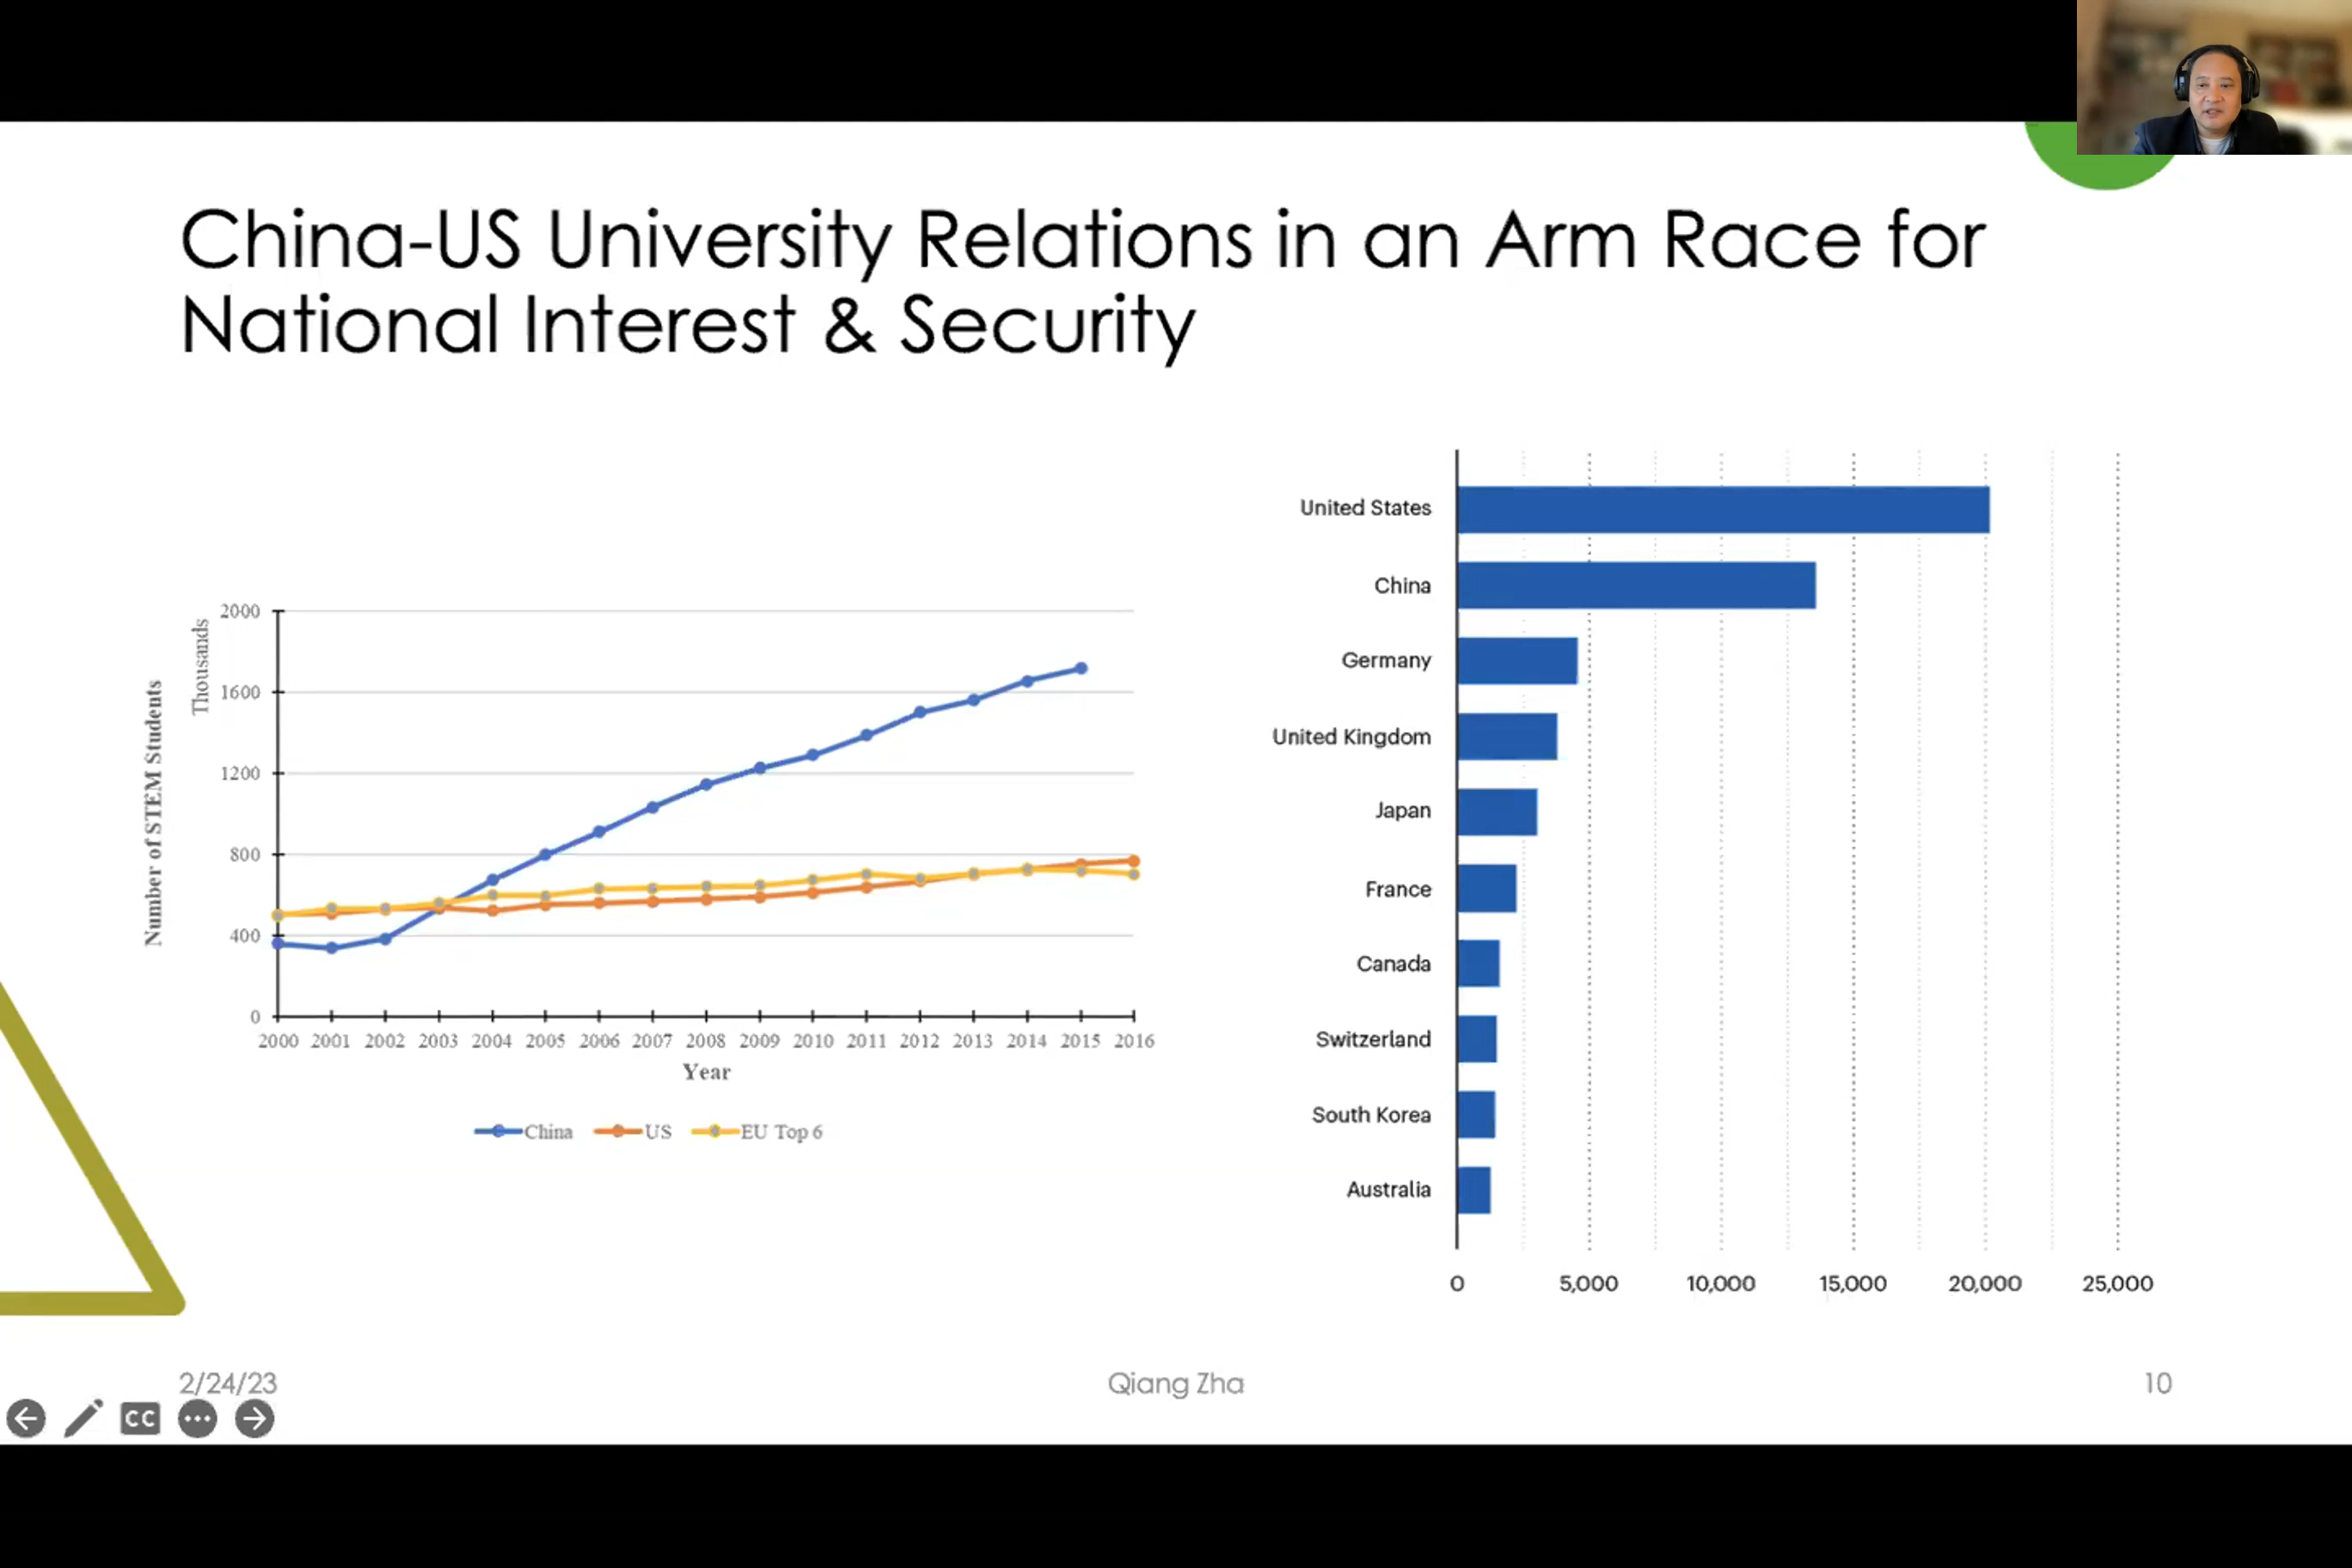 China-US University Relations in an Arm Race for
National Interest & Security
Number of STEM Students
Thousands
2000
1600
1200
800
400
0
2000 2001 2002 2003 2004 2005 2006 2007 2008 2009 2010 2011 2012 2013 2014 2015 2016
Year
China US EU Top 6
United States
China
Germany
United Kingdom
Japan
France
Canada
Switzerland
South Korea
Australia
0 5,000 10,000 15,000 20,000 25,000
2/24/23 Qiang Zha 10
CC